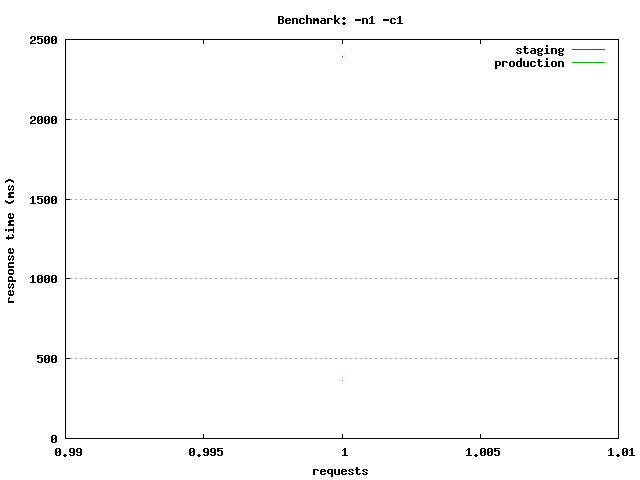 Benchmark: -n1 -c1
2500
staging
production
2000
1500
response time (ms)
1000
500
0
0.99 0.995 1 1.005 1.01
requests